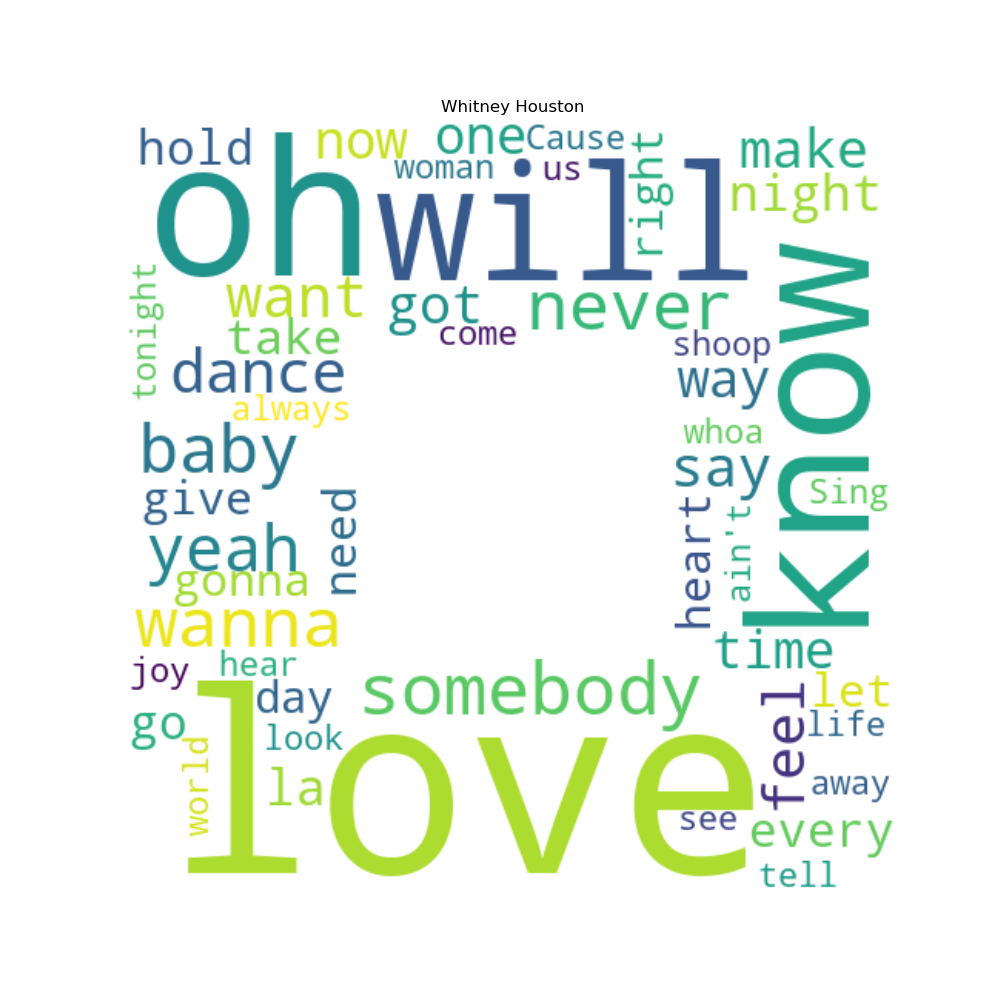 Whitney Houston
hold
now
one
Cause
make
oh
will
woman
us
right
night
tonight
want
got
never
know
take
come
shoop
dance
way
always
baby
whoa
say
give
need
heart
ain't
Sing
yeah
gonna
wanna
time
joy
hear
somebody
day
feel
let
go
look
life
world
love
la
see
away
every
tell